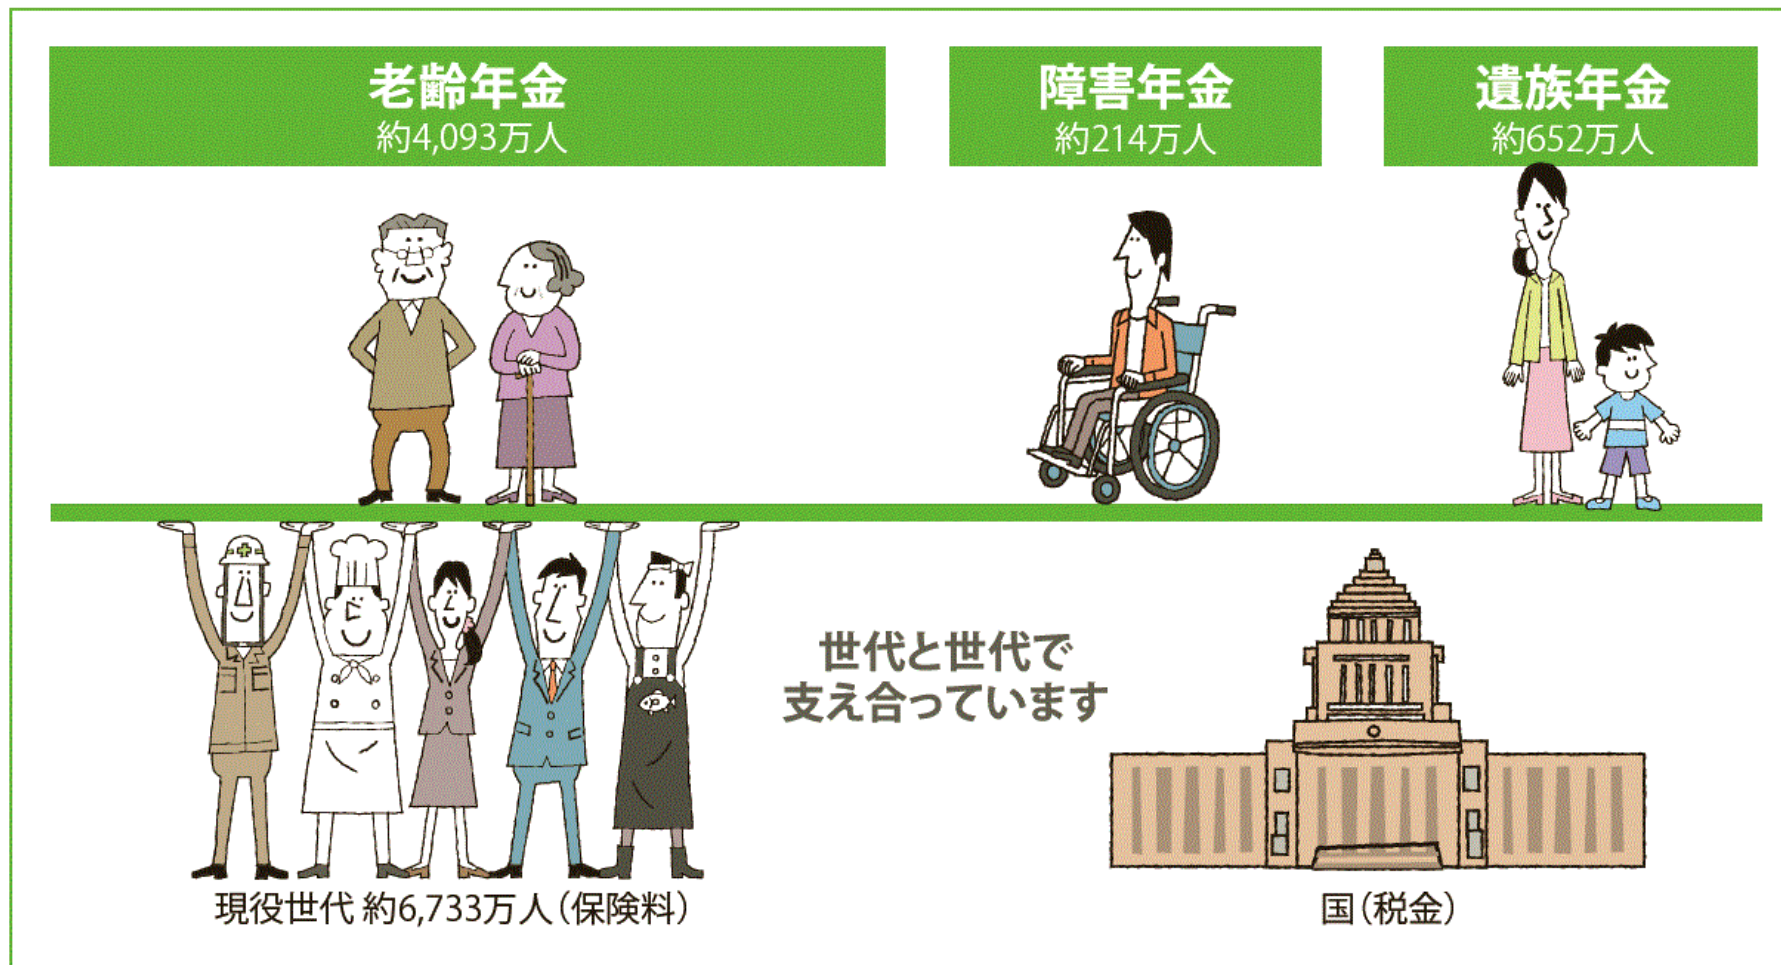 老齢年金
約4,093万人
障害年金
約214万人
遺族年金
約652万人
世代と世代で
支え合っています
現役世代 約6,733万人（保険料）
国（税金）